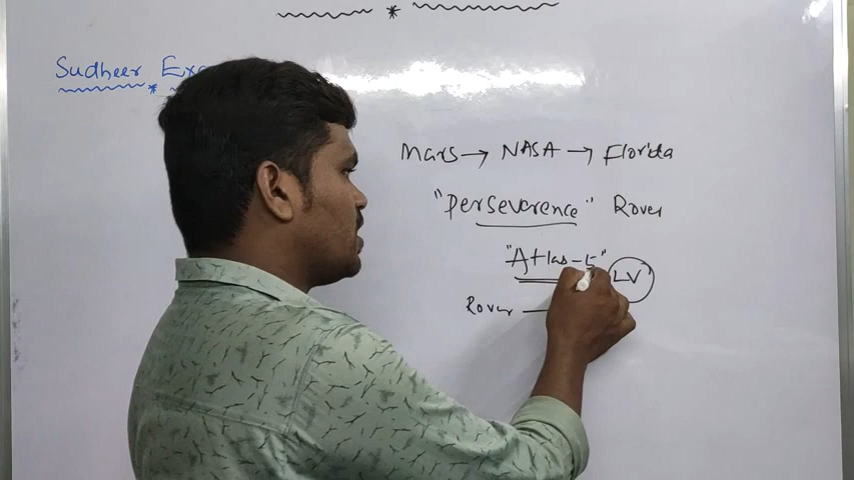 Sudheer
Mars → NASA → Florida
"Perseverence" Rover
"Atlas-5" LV
Rover